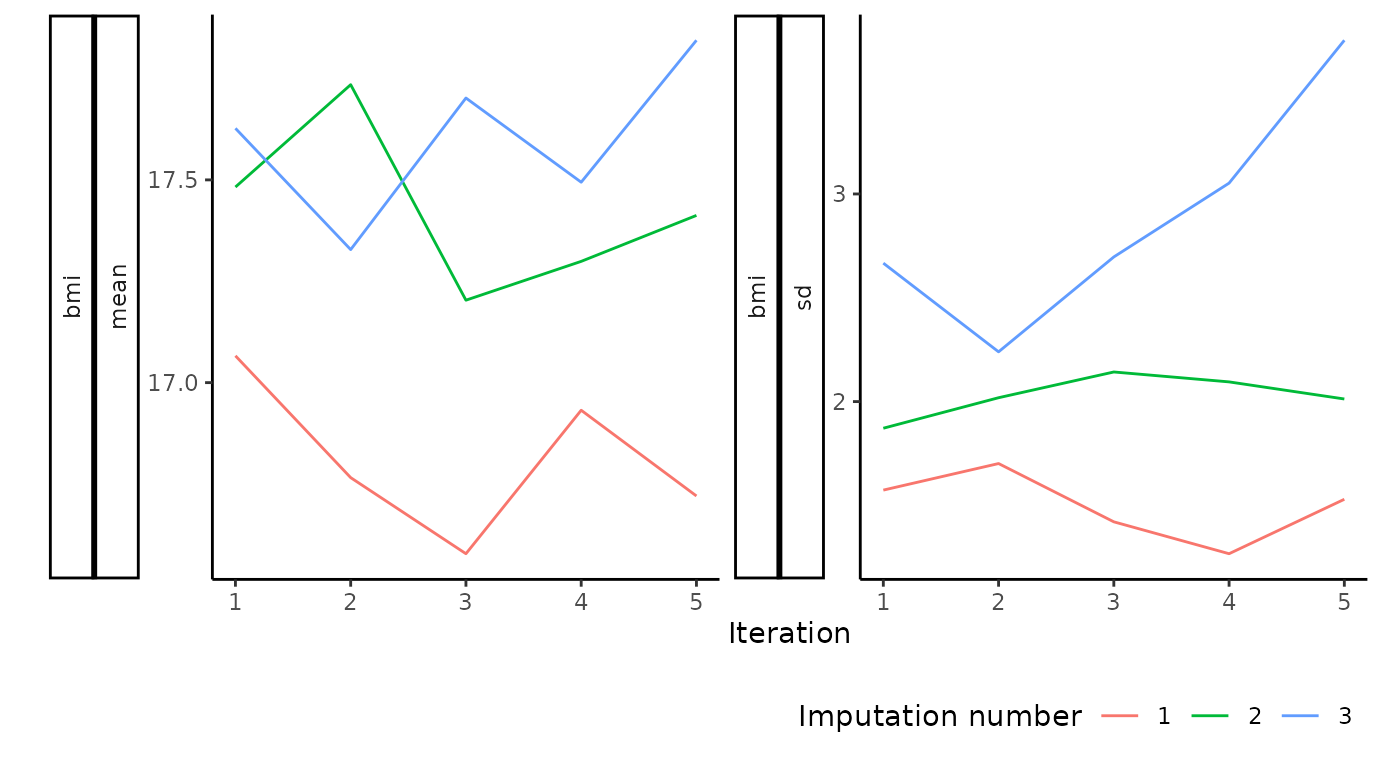 bmi
mean
17.5
17.0
1 2 3 4 5
bmi
sd
3
2
1 2 3 4 5
Iteration
Imputation number 1 2 3